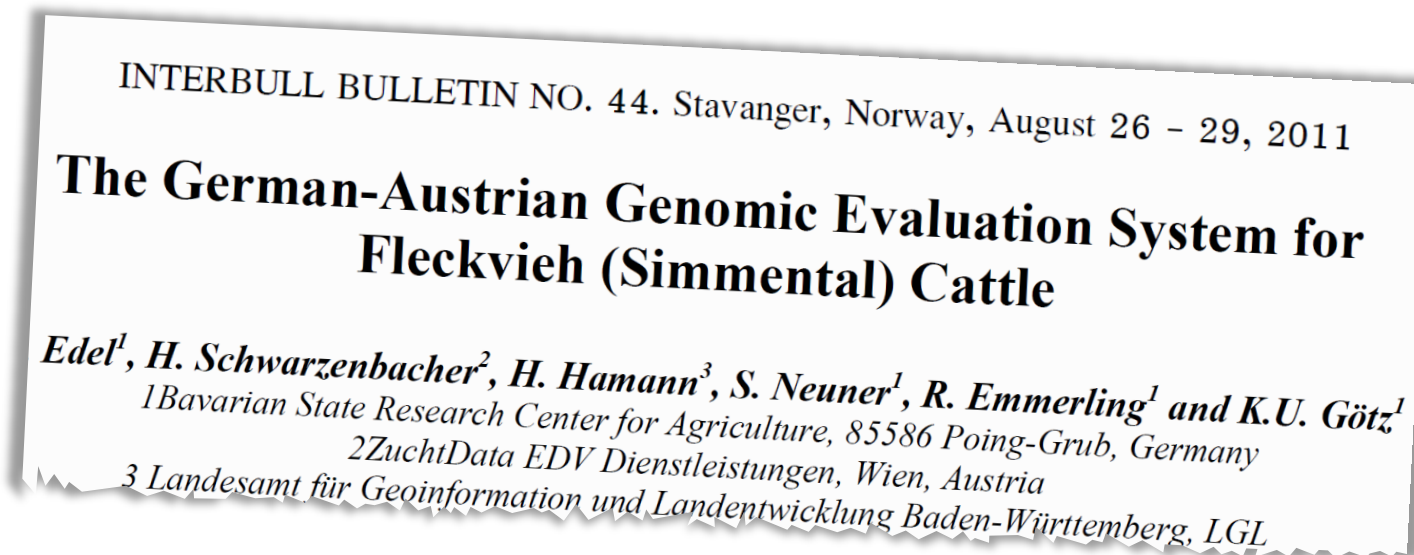 INTERBULL BULLETIN NO. 44. Stavanger, Norway, August 26 – 29, 2011
The German-Austrian Genomic Evaluation System for
Fleckvieh (Simmental) Cattle
Edel¹, H. Schwarzenbacher², H. Hamann³, S. Neuner¹, R. Emmerling¹ and K.U. Götz¹
1Bavarian State Research Center for Agriculture, 85586 Poing-Grub, Germany
2ZuchtData EDV Dienstleistungen, Wien, Austria
3 Landesamt für Geoinformation und Landentwicklung Baden-Württemberg, LGL